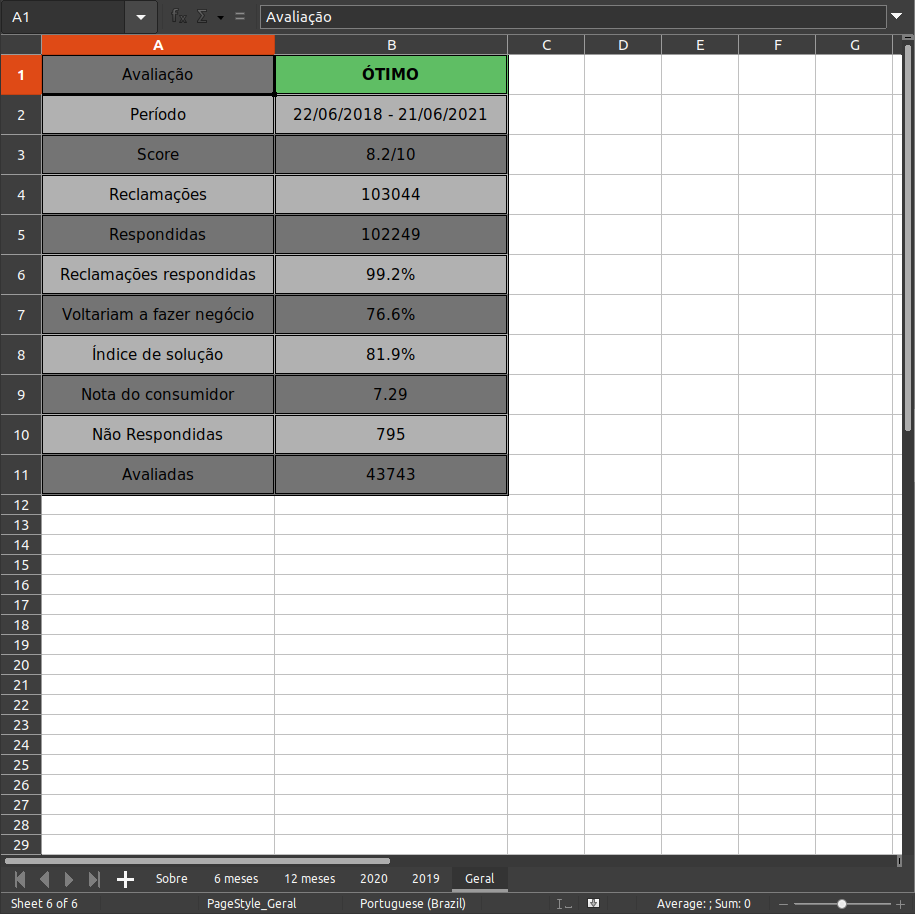 A1 fx Σ = Avaliação
A B C D E F G
1 Avaliação ÓTIMO
2 Período 22/06/2018 - 21/06/2021
3 Score 8.2/10
4 Reclamações 103044
5 Respondidas 102249
6 Reclamações respondidas 99.2%
7 Voltariam a fazer negócio 76.6%
8 Índice de solução 81.9%
9 Nota do consumidor 7.29
10 Não Respondidas 795
11 Avaliadas 43743
12
13
14
15
16
17
18
19
20
21
22
23
24
25
26
27
28
29
Sobre 6 meses 12 meses 2020 2019 Geral
Sheet 6 of 6 PageStyle_Geral Portuguese (Brazil) Average: ; Sum: 0